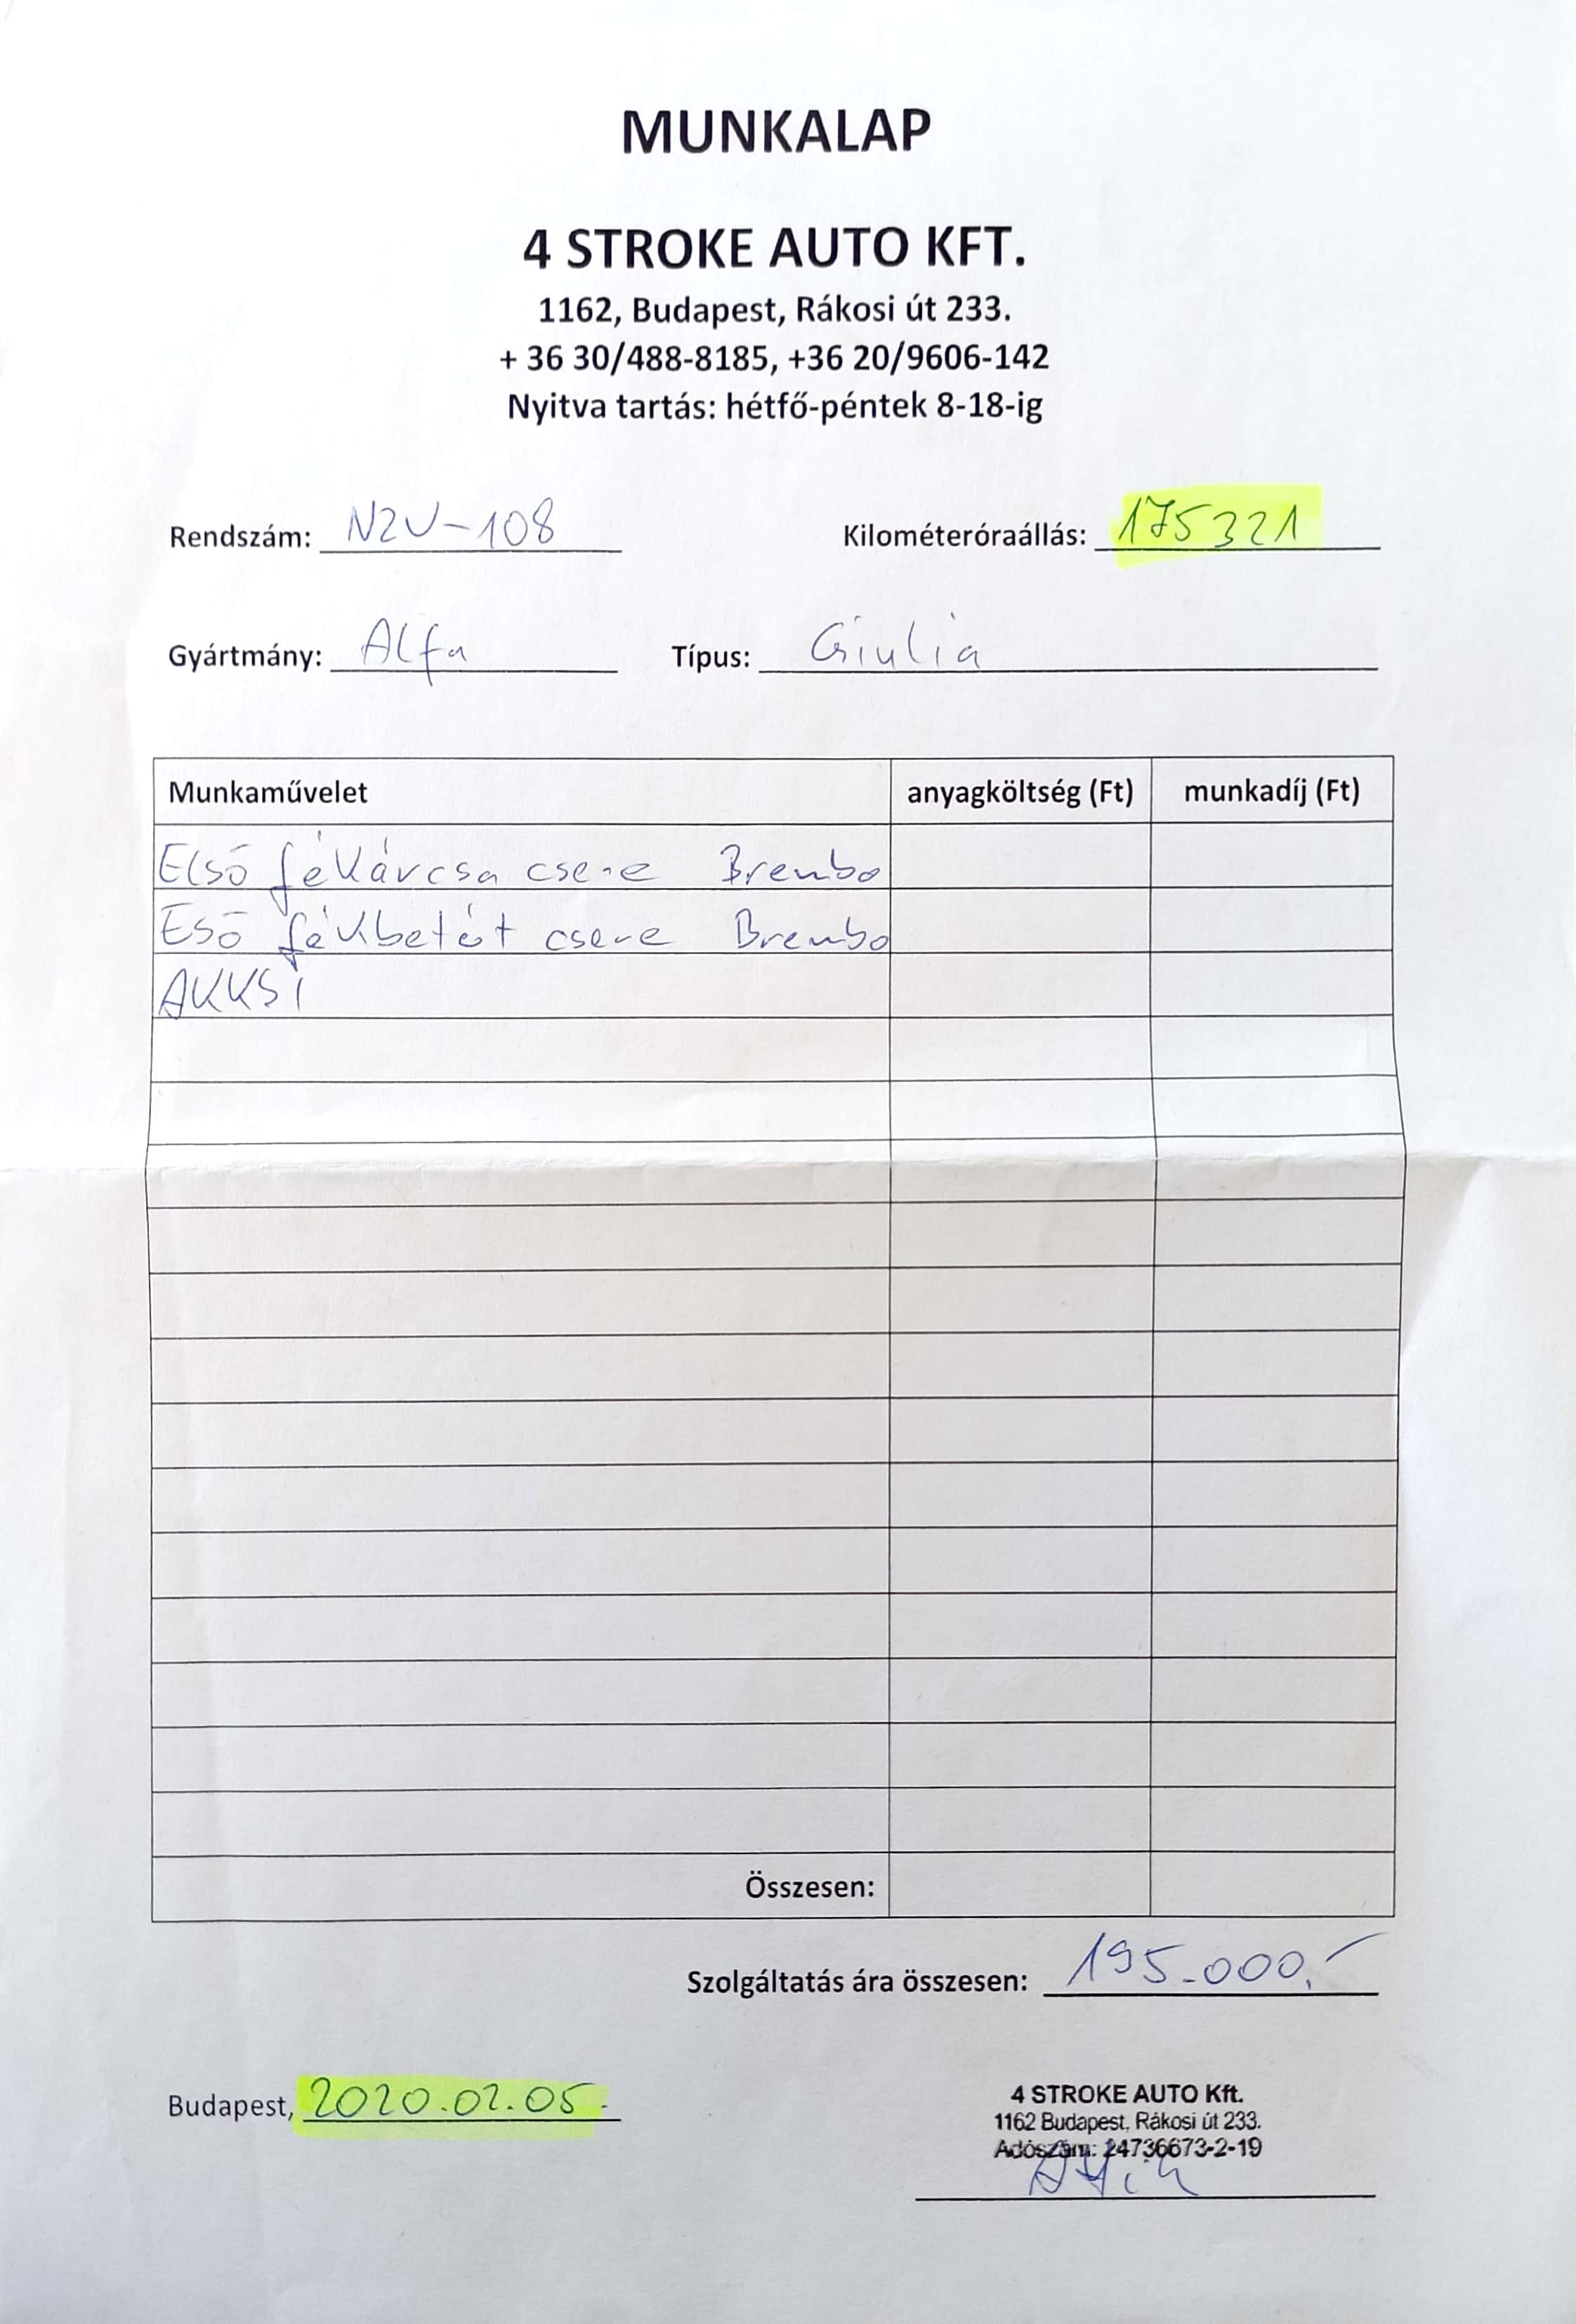 MUNKALAP
4 STROKE AUTO KFT.
1162, Budapest, Rákosi út 233.
+ 36 30/488-8185, +36 20/9606-142
Nyitva tartás: hétfő-péntek 8-18-ig
Rendszám: NZV-108 Kilométeróraállás: 175321
Gyártmány: Alfa Típus: Giulia
Munkaművelet anyagköltség (Ft) munkadíj (Ft)
Első fékárcsa csere Brembo
Eső fékbetét csere Brembo
AKKSI
Összesen:
Szolgáltatás ára összesen: 195.000,-
Budapest, 2020.02.05.
4 STROKE AUTO Kft.
1162 Budapest, Rákosi út 233.
Adószám: 24736673-2-19